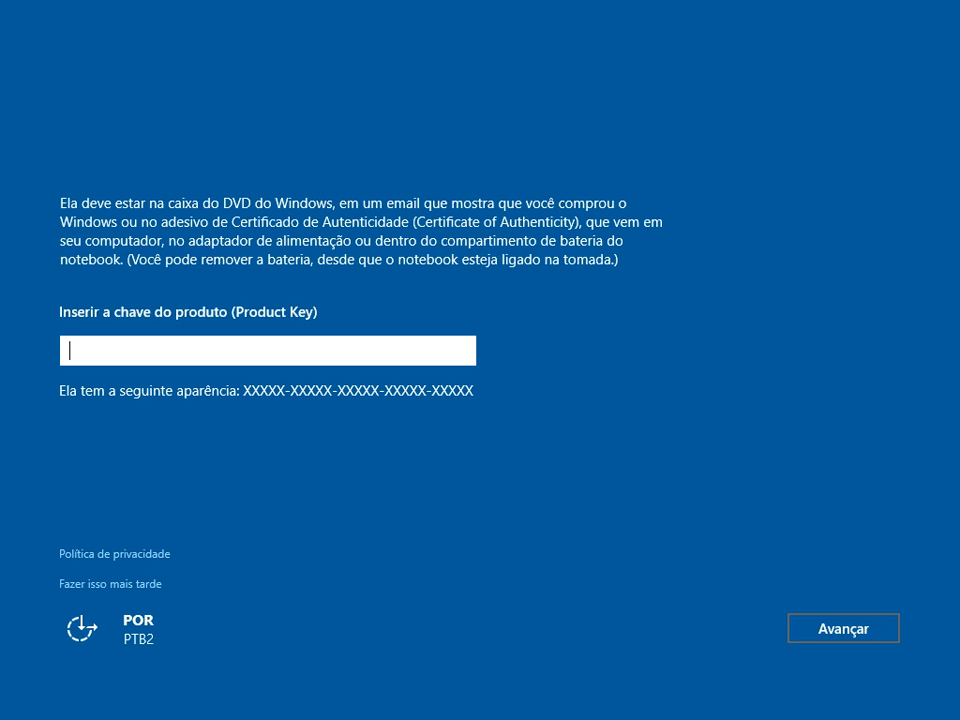 Ela deve estar na caixa do DVD do Windows, em um email que mostra que você comprou o
Windows ou no adesivo de Certificado de Autenticidade (Certificate of Authenticity), que vem em
seu computador, no adaptador de alimentação ou dentro do compartimento de bateria do
notebook. (Você pode remover a bateria, desde que o notebook esteja ligado na tomada.)
Inserir a chave do produto (Product Key)
Ela tem a seguinte aparência: XXXXX-XXXXX-XXXXX-XXXXX-XXXXX
Política de privacidade
Fazer isso mais tarde
POR
PTB2
Avançar